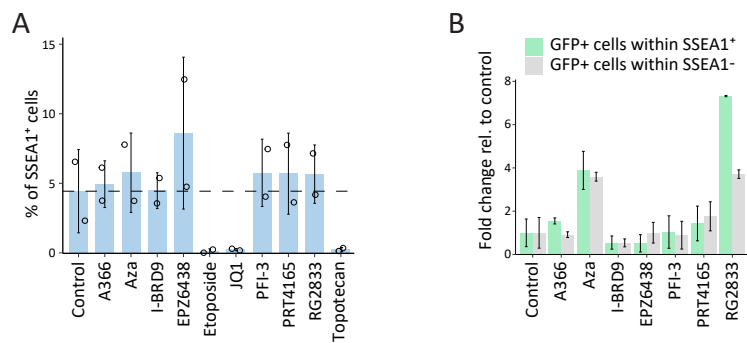 A
% of SSEA1⁺ cells
15
10
5
0
Control
A366
Aza
I-BRD9
EPZ6438
Etoposide
JQ1
PFI-3
PRT4165
RG2833
Topotecan
B
GFP+ cells within SSEA1⁺
GFP+ cells within SSEA1-
Fold change rel. to control
8
6
4
2
0
Control
A366
Aza
I-BRD9
EPZ6438
PFI-3
PRT4165
RG2833